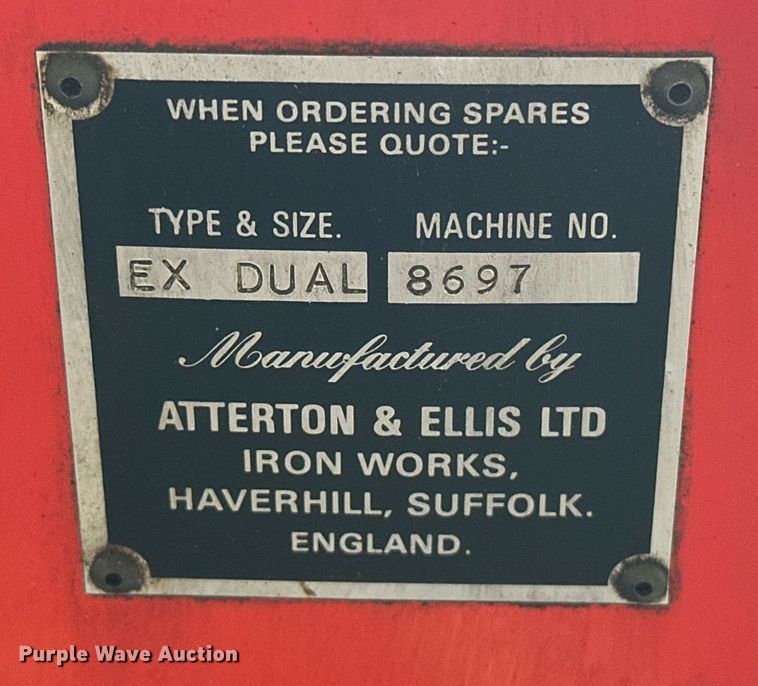 WHEN ORDERING SPARES
PLEASE QUOTE:-
TYPE & SIZE. MACHINE NO.
EX DUAL 8697
Manufactured by
ATTERTON & ELLIS LTD
IRON WORKS,
HAVERHILL, SUFFOLK.
ENGLAND.
Purple Wave Auction